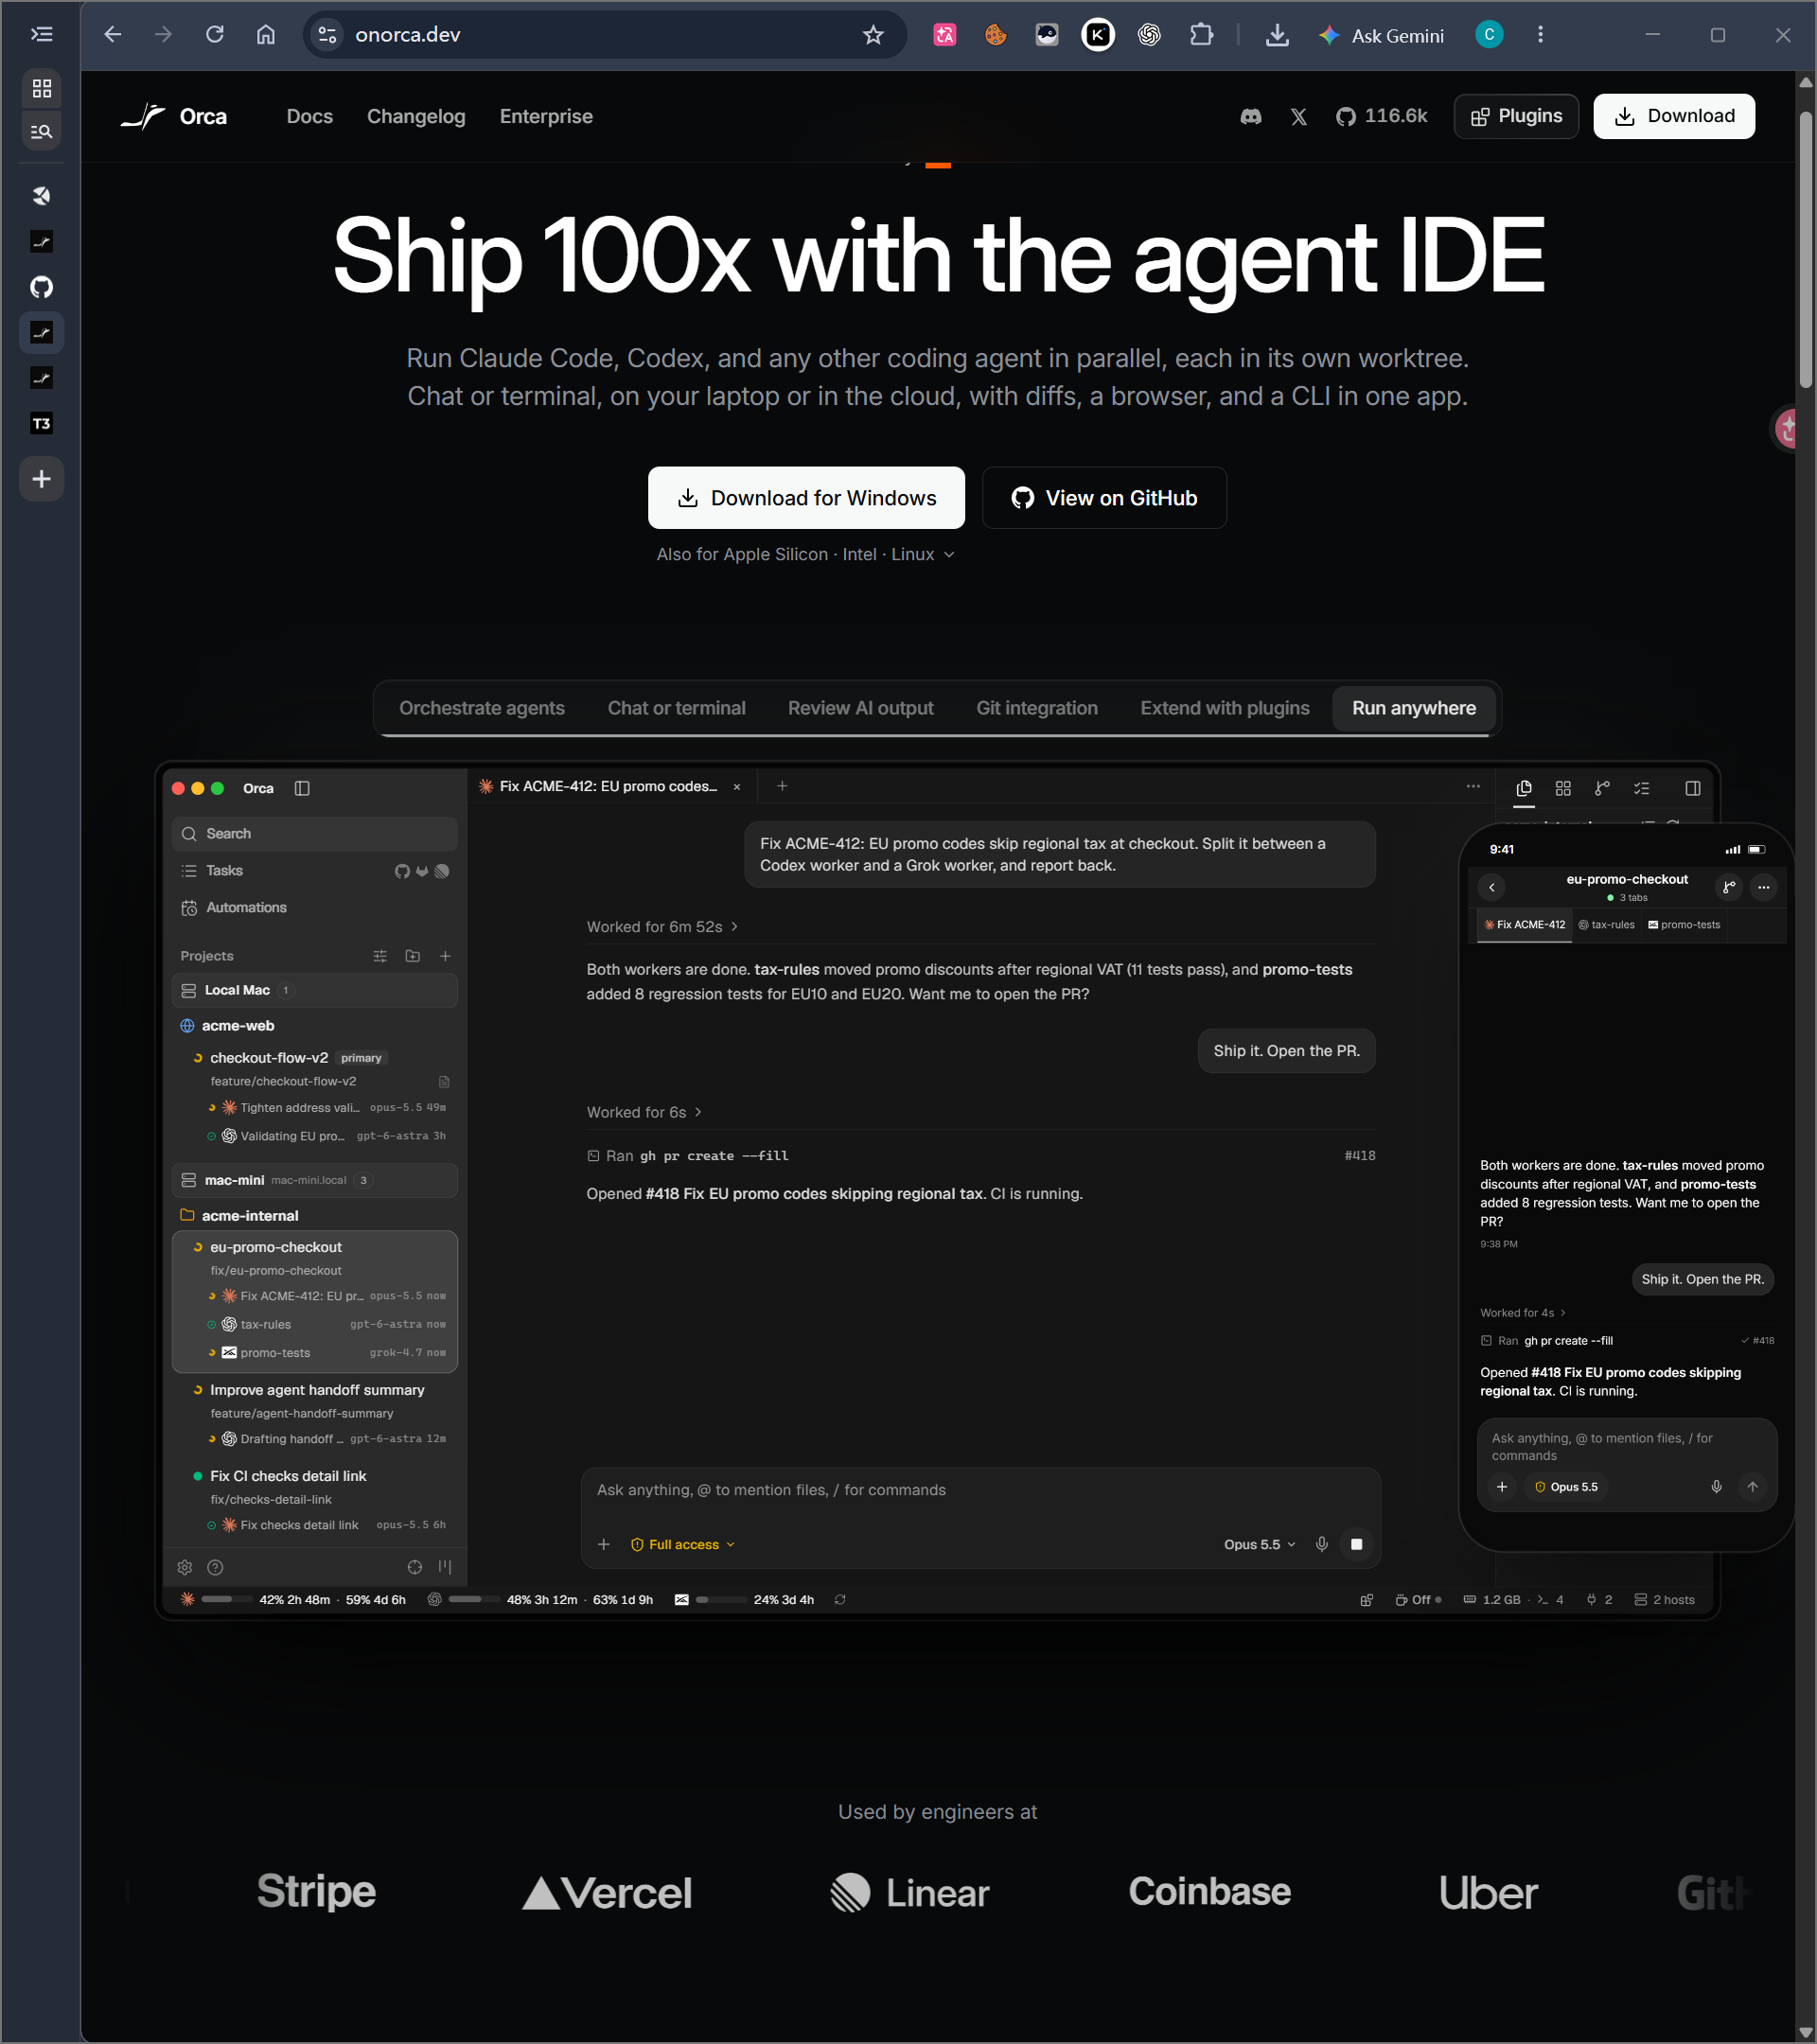 onorca.dev
Ask Gemini
C
T3
Orca
Docs
Changelog
Enterprise
116.6k
Plugins
Download
Ship 100x with the agent IDE
Run Claude Code, Codex, and any other coding agent in parallel, each in its own worktree.
Chat or terminal, on your laptop or in the cloud, with diffs, a browser, and a CLI in one app.
Download for Windows
View on GitHub
Also for Apple Silicon · Intel · Linux
Orchestrate agents
Chat or terminal
Review AI output
Git integration
Extend with plugins
Run anywhere
Orca
Search
Tasks
Automations
Projects
Local Mac 1
acme-web
checkout-flow-v2 primary
feature/checkout-flow-v2
Tighten address vali... opus-5.5 49m
Validating EU pro... gpt-6-astra 3h
mac-mini mac-mini.local 3
acme-internal
eu-promo-checkout
fix/eu-promo-checkout
Fix ACME-412: EU pr... opus-5.5 now
tax-rules gpt-6-astra now
promo-tests grok-4.7 now
Improve agent handoff summary
feature/agent-handoff-summary
Drafting handoff ... gpt-6-astra 12m
Fix CI checks detail link
fix/checks-detail-link
Fix checks detail link opus-5.5 6h
Fix ACME-412: EU promo codes...
Fix ACME-412: EU promo codes skip regional tax at checkout. Split it between a
Codex worker and a Grok worker, and report back.
Worked for 6m 52s
Both workers are done. tax-rules moved promo discounts after regional VAT (11 tests pass), and promo-tests
added 8 regression tests for EU10 and EU20. Want me to open the PR?
Ship it. Open the PR.
Worked for 6s
Ran gh pr create --fill #418
Opened #418 Fix EU promo codes skipping regional tax. CI is running.
Ask anything, @ to mention files, / for commands
Full access
Opus 5.5
42% 2h 48m · 59% 4d 6h
48% 3h 12m · 63% 1d 9h
24% 3d 4h
Off
1.2 GB · 4
2
2 hosts
9:41
eu-promo-checkout
3 tabs
Fix ACME-412
tax-rules
promo-tests
Both workers are done. tax-rules moved promo
discounts after regional VAT, and promo-tests
added 8 regression tests. Want me to open the
PR?
9:38 PM
Ship it. Open the PR.
Worked for 4s
Ran gh pr create --fill #418
Opened #418 Fix EU promo codes skipping
regional tax. CI is running.
Ask anything, @ to mention files, / for
commands
Opus 5.5
Used by engineers at
Stripe
Vercel
Linear
Coinbase
Uber